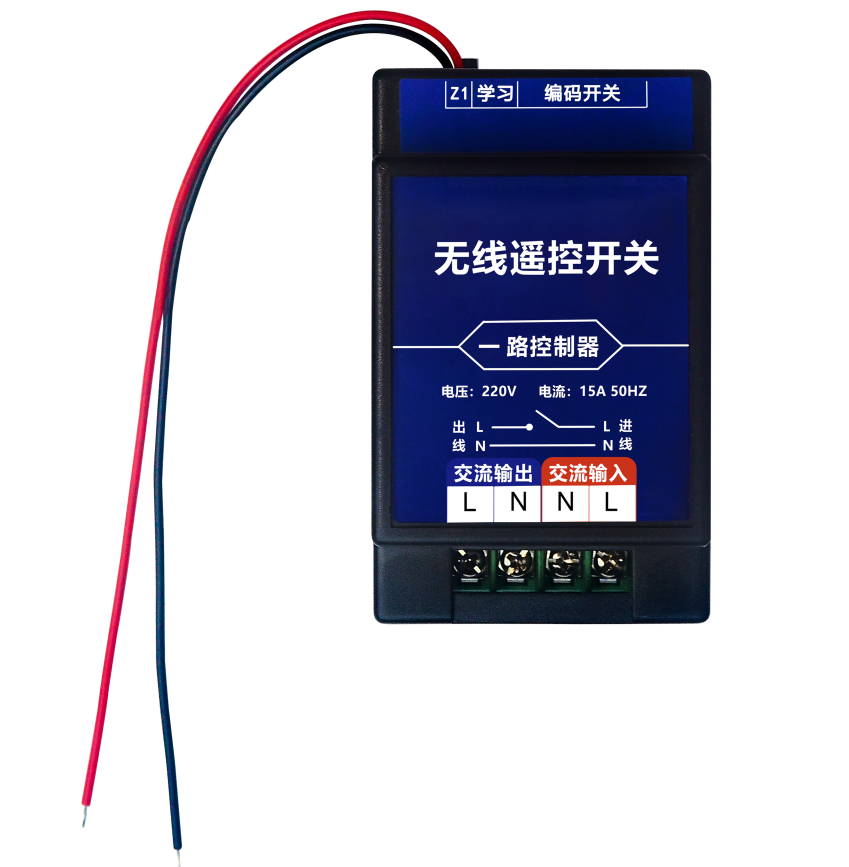 Z1 学习 编码开关
无线遥控开关
一路控制器
电压：220V 电流：15A 50HZ
出 L L 进
线 N N 线
交流输出 交流输入
L N N L